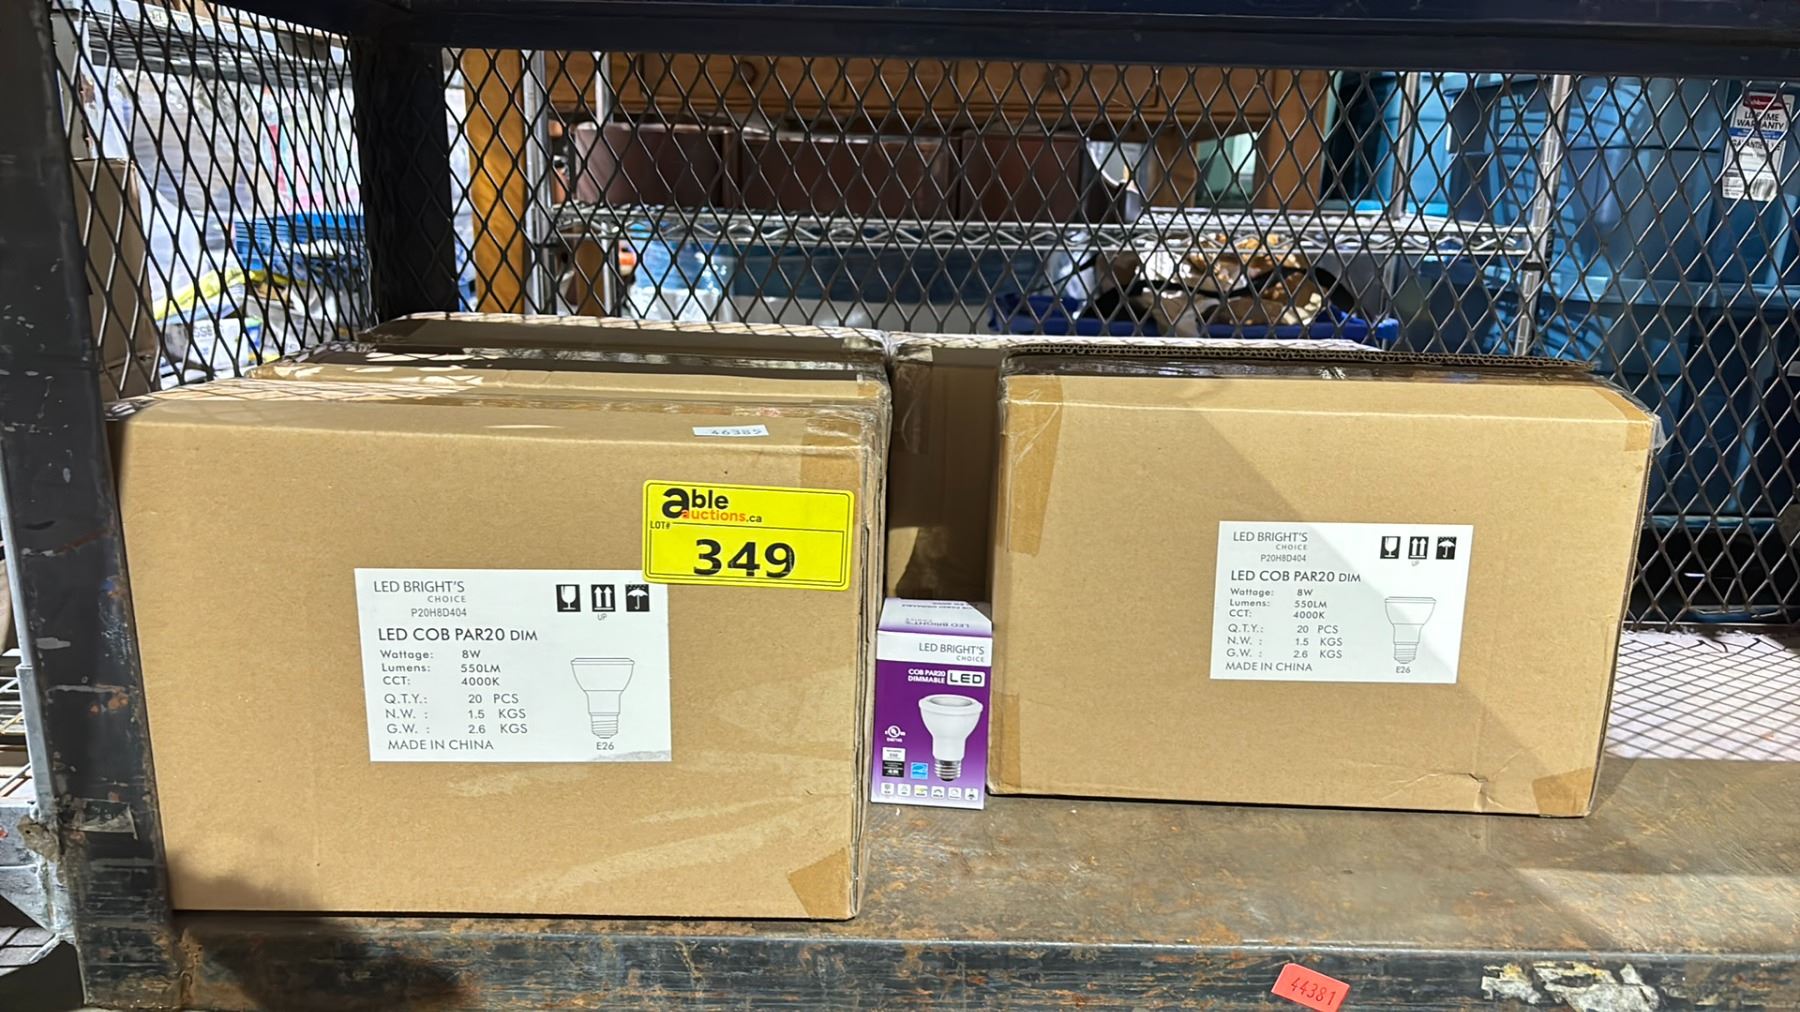 46385
able
auctions.ca
LOT#
349
LED BRIGHT'S
CHOICE
P20H8D404
UP
LED COB PAR20 DIM
Wattage: 8W
Lumens: 550LM
CCT: 4000K
Q.T.Y.: 20 PCS
N.W. : 1.5 KGS
G.W. : 2.6 KGS
MADE IN CHINA
E26
LED BRIGHT'S
CHOICE
COB PAR20
DIMMABLE LED
LED BRIGHT'S
CHOICE
P20H8D404
UP
LED COB PAR20 DIM
Wattage: 8W
Lumens: 550LM
CCT: 4000K
Q.T.Y.: 20 PCS
N.W. : 1.5 KGS
G.W. : 2.6 KGS
MADE IN CHINA
E26
44381
WARRANTY